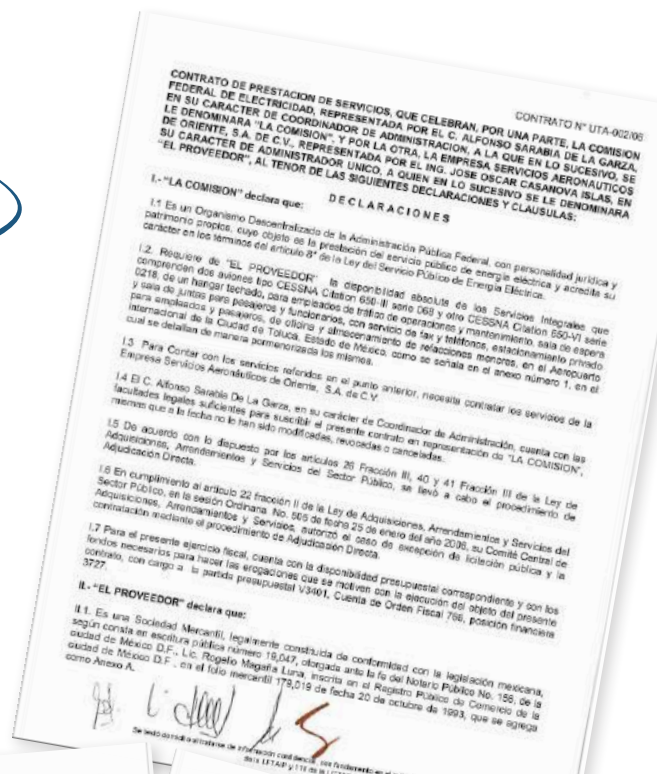 CONTRATO N° UTA-002/06
CONTRATO DE PRESTACION DE SERVICIOS, QUE CELEBRAN, POR UNA PARTE, LA COMISION
FEDERAL DE ELECTRICIDAD, REPRESENTADA POR EL C. ALFONSO SARABIA DE LA GARZA,
EN SU CARACTER DE COORDINADOR DE ADMINISTRACION, A LA QUE EN LO SUCESIVO, SE
LE DENOMINARA "LA COMISION", Y POR LA OTRA, LA EMPRESA SERVICIOS AERONAUTICOS
DE ORIENTE, S.A. DE C.V., REPRESENTADA POR EL ING. JOSE OSCAR CASANOVA ISLAS, EN
SU CARACTER DE ADMINISTRADOR UNICO, A QUIEN EN LO SUCESIVO SE LE DENOMINARA
"EL PROVEEDOR", AL TENOR DE LAS SIGUIENTES DECLARACIONES Y CLAUSULAS:
DECLARACIONES
I.- "LA COMISION" declara que:
I.1 Es un Organismo Descentralizado de la Administración Pública Federal, con personalidad jurídica y
patrimonio propios, cuyo objeto es la prestación del servicio público de energía eléctrica y acredita su
carácter en los términos del artículo 8° de la Ley del Servicio Público de Energía Eléctrica.
I.2. Requiere de "EL PROVEEDOR" la disponibilidad absoluta de los Servicios Integrales que
comprenden dos aviones tipo CESSNA Citation 650-III serie 068 y otro CESSNA Citation 650-VI serie
0218, de un hangar techado, para empleados de tráfico de operaciones y mantenimiento, sala de espera
y sala de juntas para pasajeros y funcionarios, con servicio de fax y teléfonos, estacionamiento privado
para empleados y pasajeros, de oficina y almacenamiento de refacciones menores, en el Aeropuerto
Internacional de la Ciudad de Toluca, Estado de México, como se señala en el anexo número 1, en el
cual se detallan de manera pormenorizada los mismos.
I.3 Para Contar con los servicios referidos en el punto anterior, necesita contratar los servicios de la
Empresa Servicios Aeronáuticos de Oriente, S.A. de C.V.
I.4 El C. Alfonso Sarabia De La Garza, en su carácter de Coordinador de Administración, cuenta con las
facultades legales suficientes para suscribir el presente contrato en representación de "LA COMISIÓN",
mismas que a la fecha no le han sido modificadas, revocadas o canceladas.
I.5 De acuerdo con lo dispuesto por los artículos 26 Fracción III, 40 y 41 Fracción III de la Ley de
Adquisiciones, Arrendamientos y Servicios del Sector Público, se llevó a cabo el procedimiento de
Adjudicación Directa.
I.6 En cumplimiento al artículo 22 fracción II de la Ley de Adquisiciones, Arrendamientos y Servicios del
Sector Público, en la sesión Ordinaria No. 506 de fecha 25 de enero del año 2006, su Comité Central de
Adquisiciones, Arrendamientos y Servicios, autorizó el caso de excepción de licitación pública y la
contratación mediante el procedimiento de Adjudicación Directa.
I.7 Para el presente ejercicio fiscal, cuenta con la disponibilidad presupuestal correspondiente y con los
fondos necesarios para hacer las erogaciones que se motiven con la ejecución del objeto del presente
contrato, con cargo a la partida presupuestal V3401, Cuenta de Orden Fiscal 766, posición financiera
3727.
II.- "EL PROVEEDOR" declara que:
II.1. Es una Sociedad Mercantil, legalmente constituida de conformidad con la legislación mexicana,
según consta en escritura pública número 19,047, otorgada ante la fe del Notario Público No. 156, de la
ciudad de México D.F., Lic. Rogelio Magaña Luna, inscrita en el Registro Público de Comercio de la
ciudad de México D.F., en el folio mercantil 179,019 de fecha 20 de octubre de 1993, que se agrega
como Anexo A.